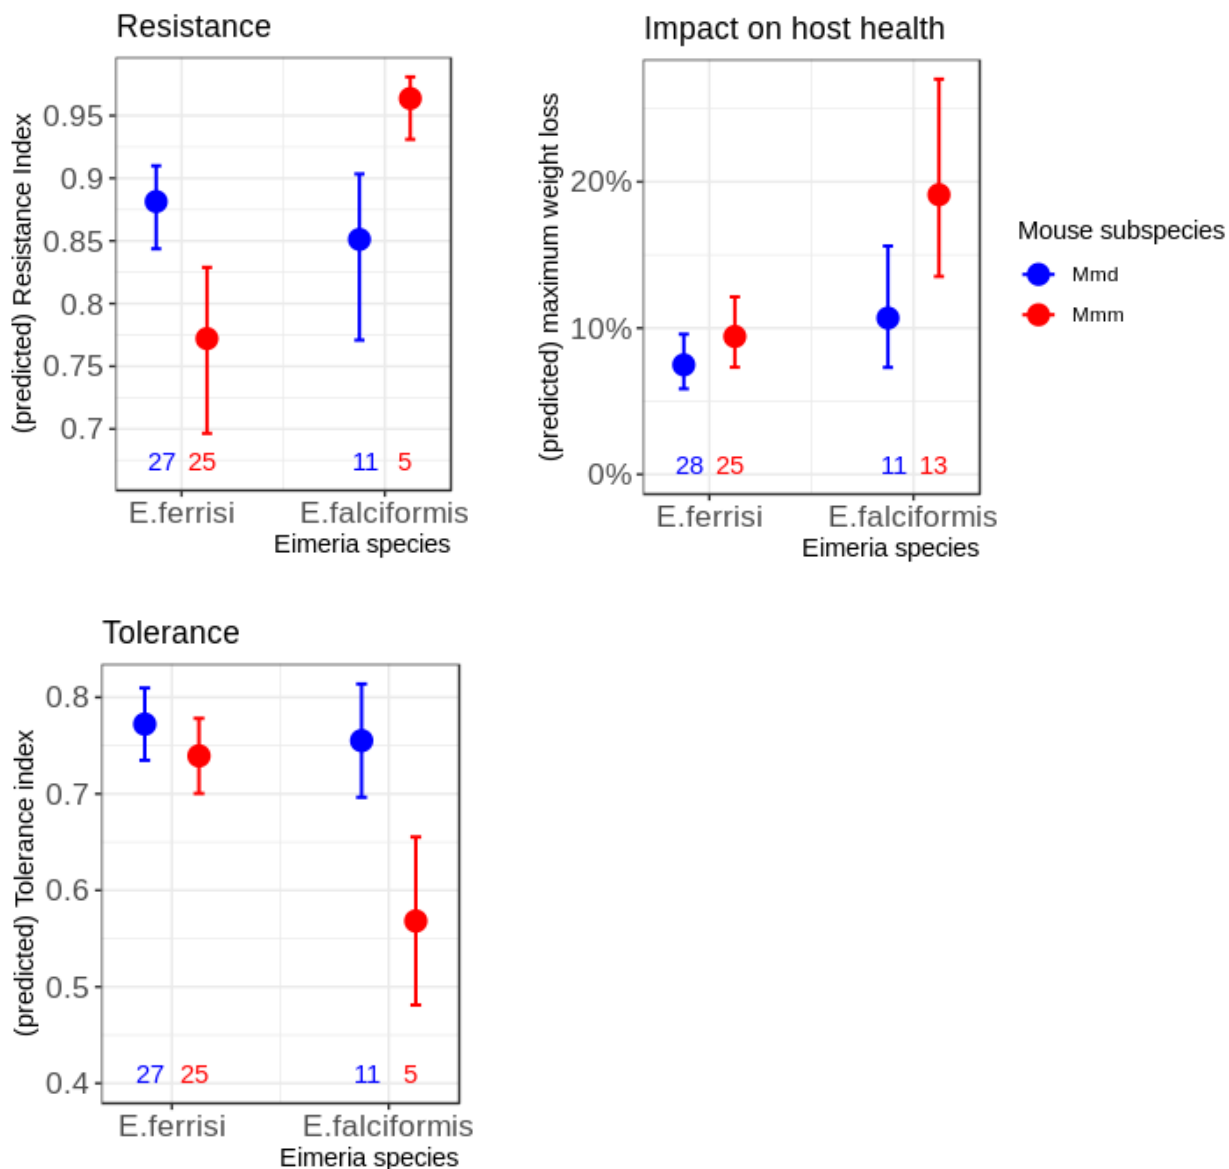 Resistance
(predicted) Resistance Index
0.95
0.9
0.85
0.8
0.75
0.7
27 25 11 5
E.ferrisi E.falciformis
Eimeria species
Impact on host health
(predicted) maximum weight loss
20%
10%
0%
28 25 11 13
E.ferrisi E.falciformis
Eimeria species
Mouse subspecies
Mmd
Mmm
Tolerance
(predicted) Tolerance index
0.8
0.7
0.6
0.5
0.4
27 25 11 5
E.ferrisi E.falciformis
Eimeria species